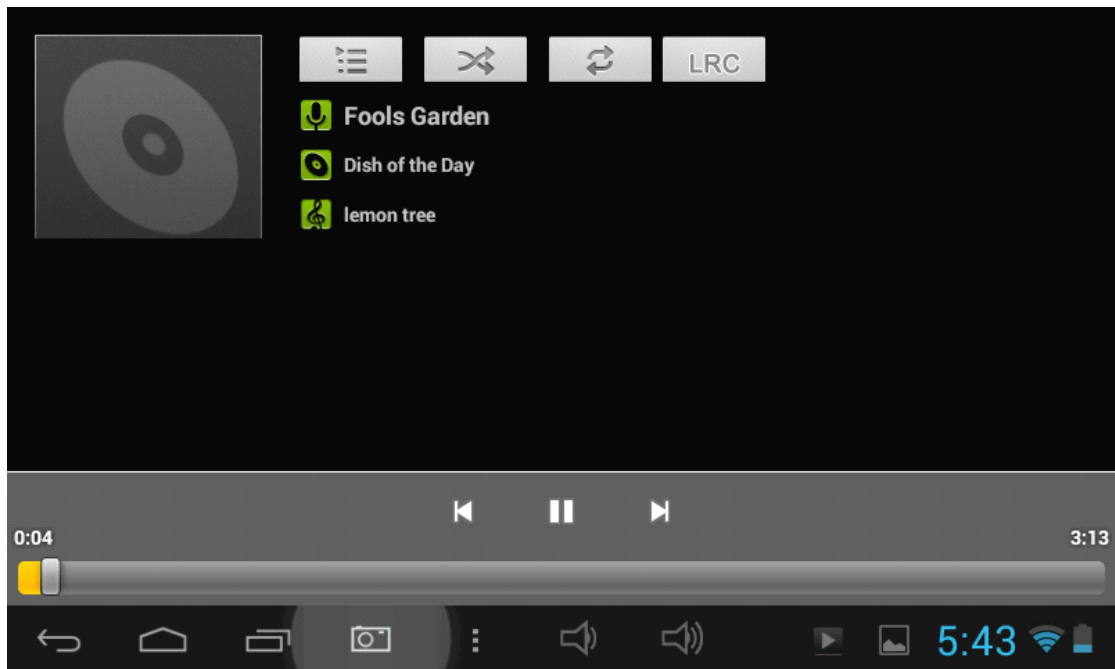 LRC
Fools Garden
Dish of the Day
lemon tree
0:04
3:13
5:43